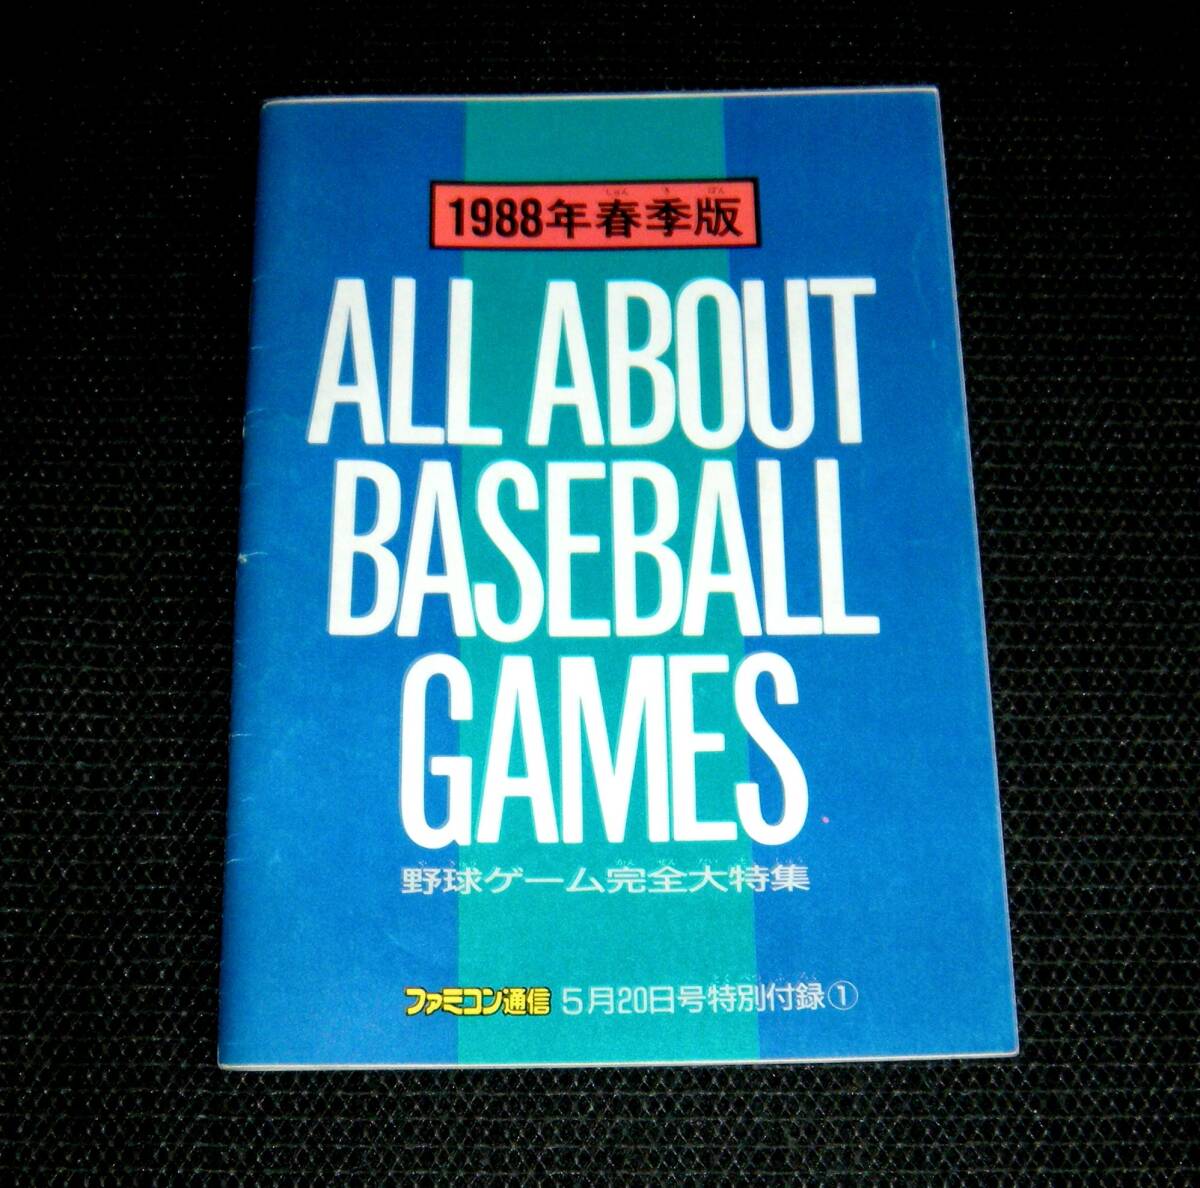 1988年春季版
ALL ABOUT
BASEBALL
GAMES
野球ゲーム完全大特集
ファミコン通信 5月20日号特別付録①